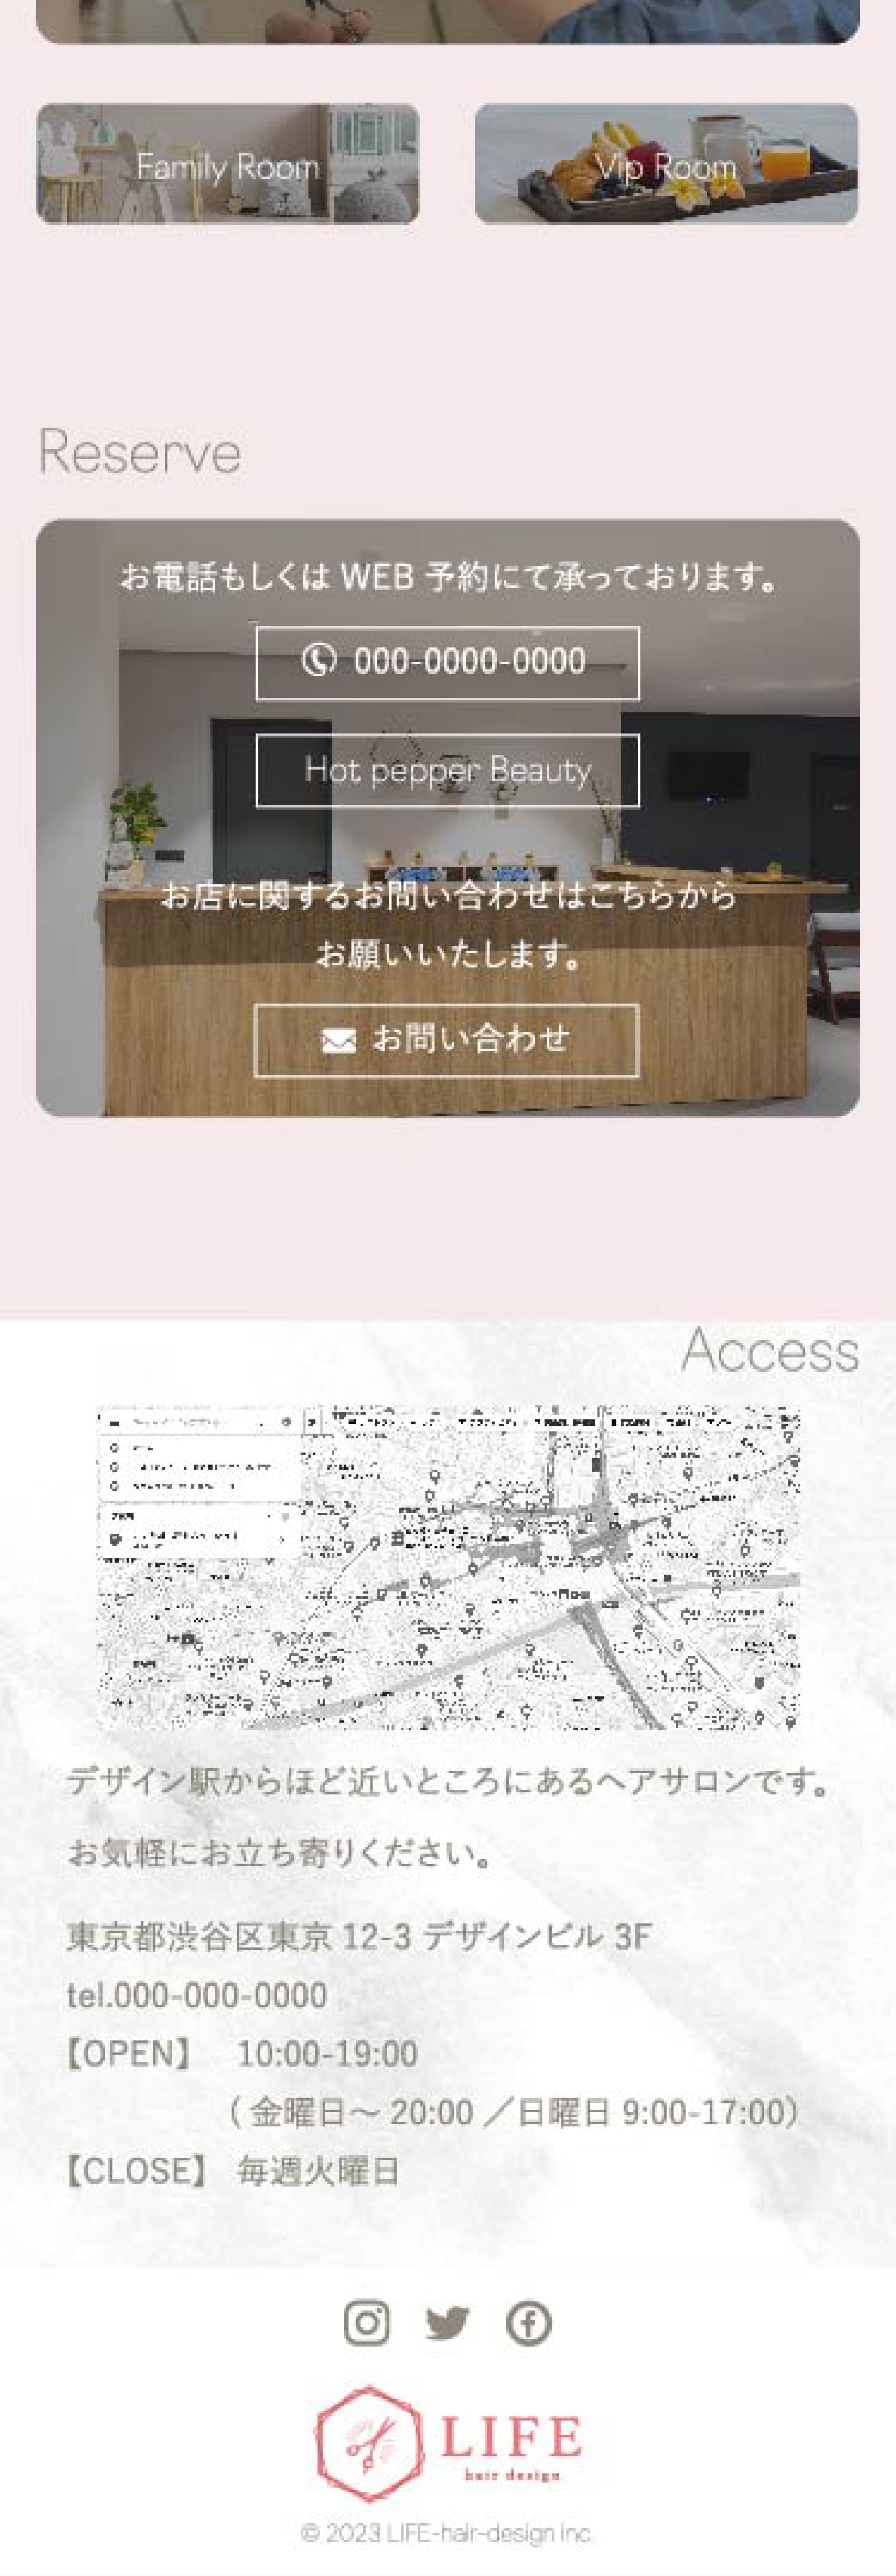 Family Room
Vip Room
Reserve
お電話もしくは WEB 予約にて承っております。
000-0000-0000
Hot pepper Beauty
お店に関するお問い合わせはこちらから
お願いいたします。
お問い合わせ
Access
デザイン駅からほど近いところにあるヘアサロンです。
お気軽にお立ち寄りください。
東京都渋谷区東京 12-3 デザインビル 3F
tel.000-000-0000
【OPEN】 10:00-19:00
( 金曜日～ 20:00 ／日曜日 9:00-17:00)
【CLOSE】 毎週火曜日
LIFE
hair design
© 2023 LIFE-hair-design inc.